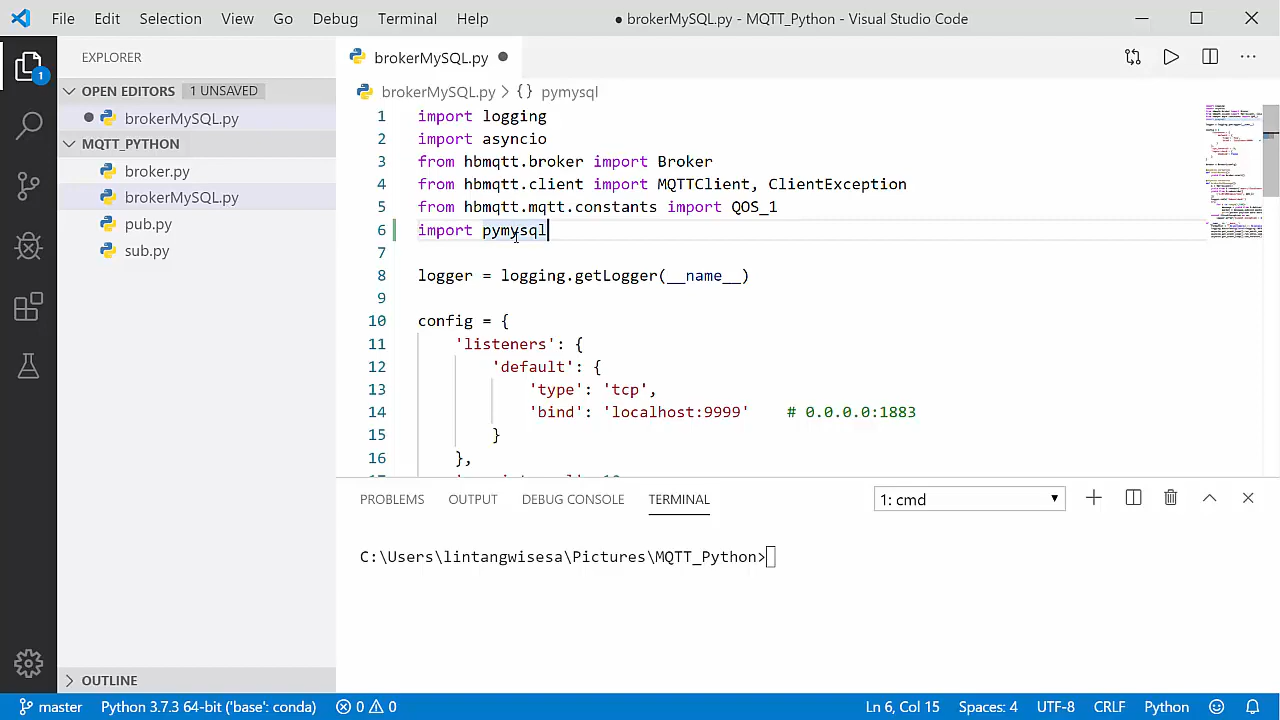 File Edit Selection View Go Debug Terminal Help ● brokerMySQL.py - MQTT_Python - Visual Studio Code
EXPLORER
1
OPEN EDITORS 1 UNSAVED
brokerMySQL.py
MQTT_PYTHON
broker.py
brokerMySQL.py
pub.py
sub.py
OUTLINE
brokerMySQL.py
brokerMySQL.py > {} pymysql
1 import logging
2 import asyncio
3 from hbmqtt.broker import Broker
4 from hbmqtt.client import MQTTClient, ClientException
5 from hbmqtt.mqtt.constants import QOS_1
6 import pymysql
7
8 logger = logging.getLogger(__name__)
9
10 config = {
11 'listeners': {
12 'default': {
13 'type': 'tcp',
14 'bind': 'localhost:9999' # 0.0.0.0:1883
15 }
16 },
PROBLEMS OUTPUT DEBUG CONSOLE TERMINAL 1: cmd
C:\Users\lintangwisesa\Pictures\MQTT_Python>
master Python 3.7.3 64-bit ('base': conda) 0 0 Ln 6, Col 15 Spaces: 4 UTF-8 CRLF Python